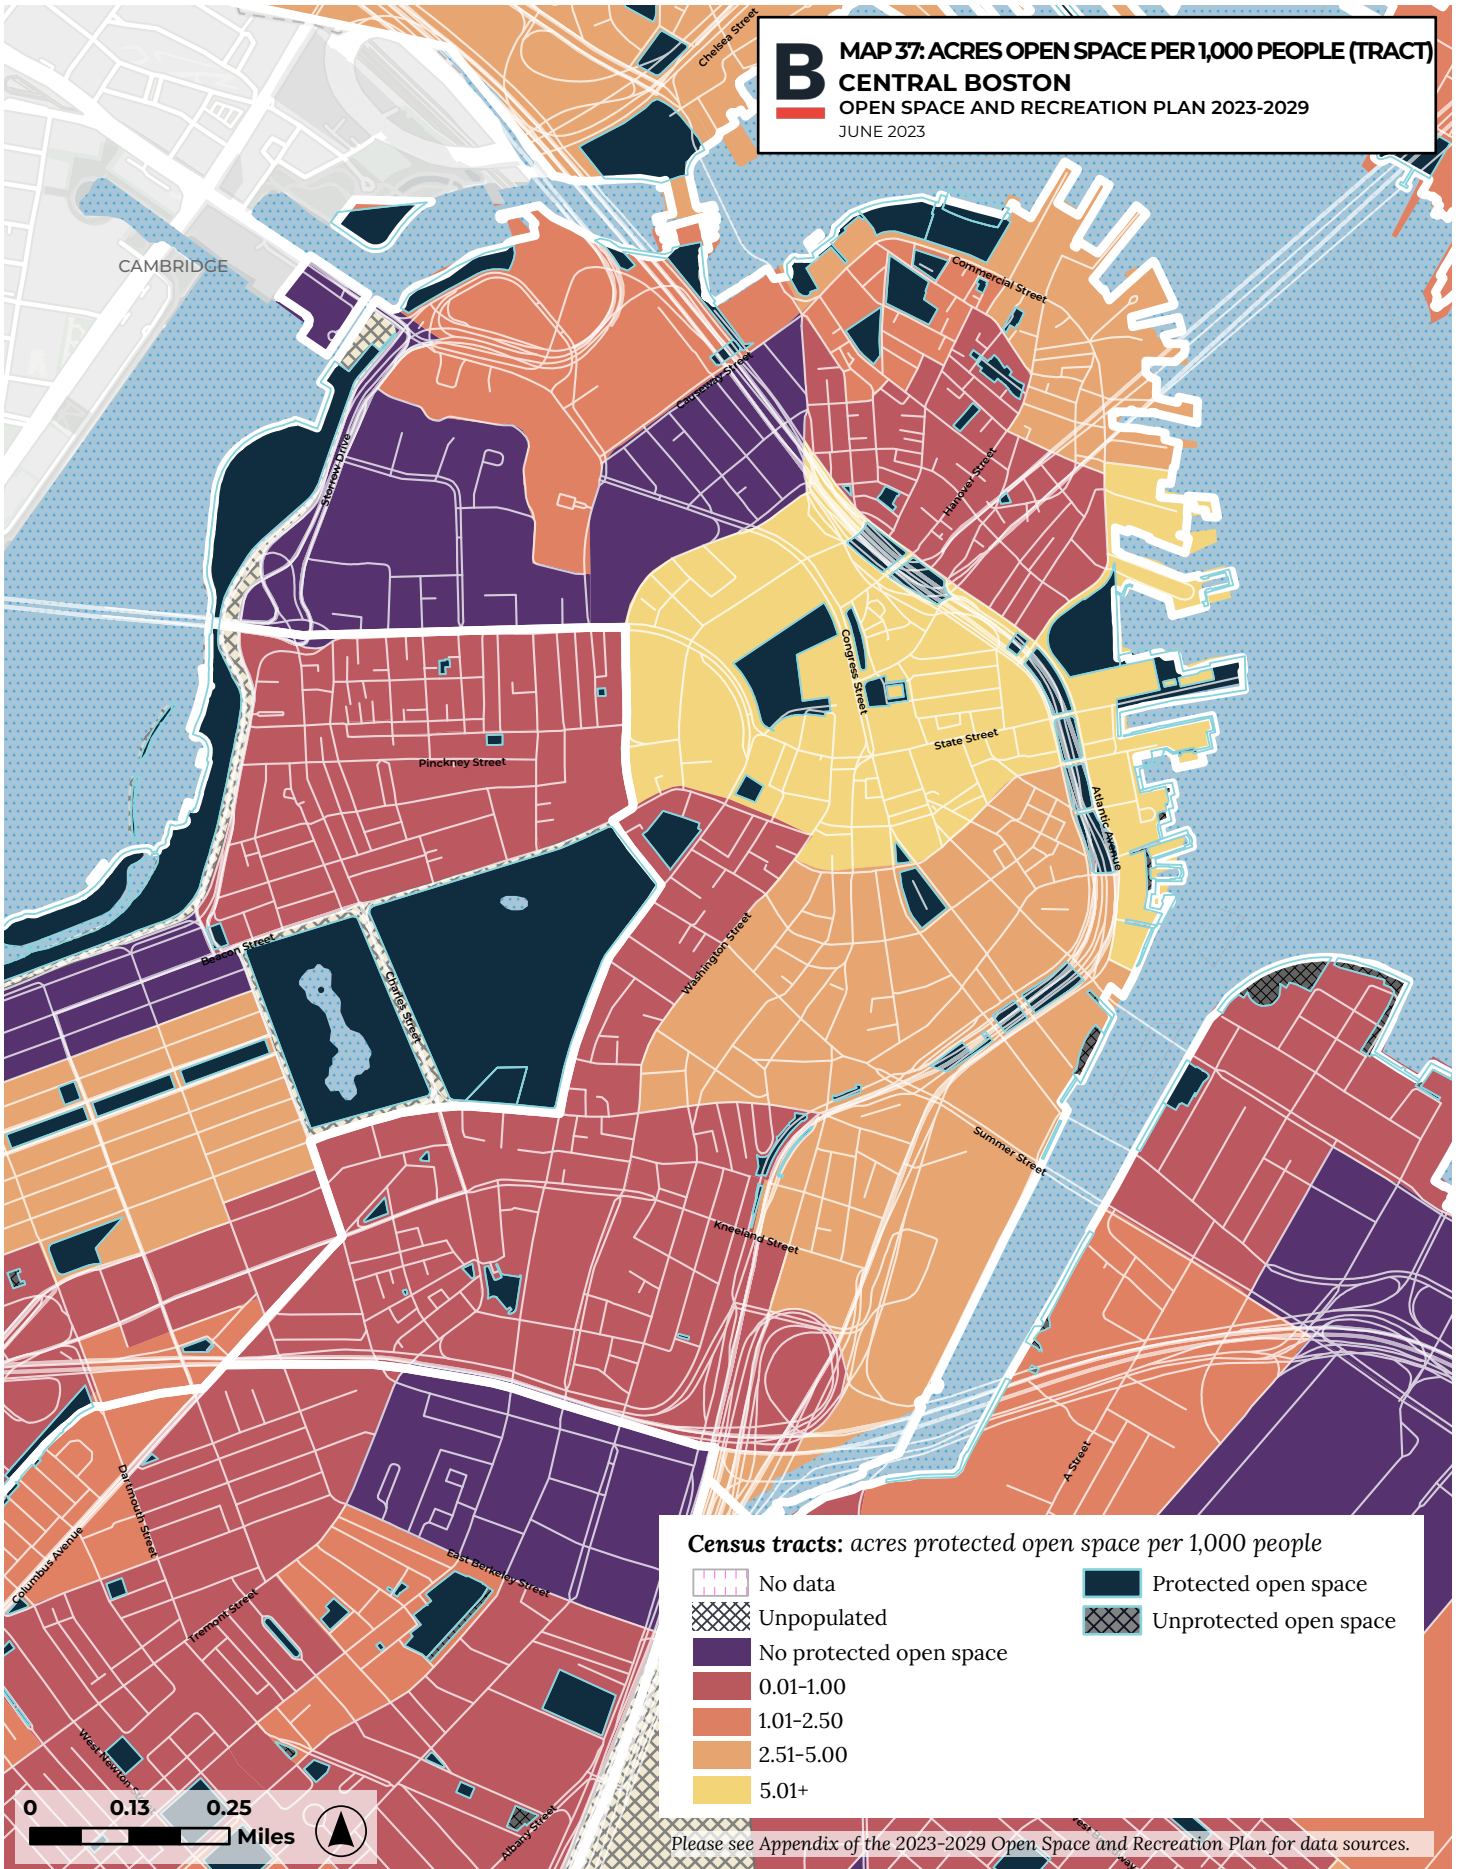 Chelsea Street
B
MAP 37: ACRES OPEN SPACE PER 1,000 PEOPLE (TRACT)
CENTRAL BOSTON
OPEN SPACE AND RECREATION PLAN 2023-2029
JUNE 2023
CAMBRIDGE
Commercial Street
Causeway Street
Storrow Drive
Hanover Street
Congress Street
State Street
Pinckney Street
Atlantic Avenue
Washington Street
Beacon Street
Charles Street
Summer Street
Kneeland Street
A Street
Dartmouth Street
Columbus Avenue
East Berkeley Street
Tremont Street
West Newton S
Albany Street
Census tracts: acres protected open space per 1,000 people
No data
Unpopulated
No protected open space
0.01-1.00
1.01-2.50
2.51-5.00
5.01+
Protected open space
Unprotected open space
0 0.13 0.25
Miles
Please see Appendix of the 2023-2029 Open Space and Recreation Plan for data sources.